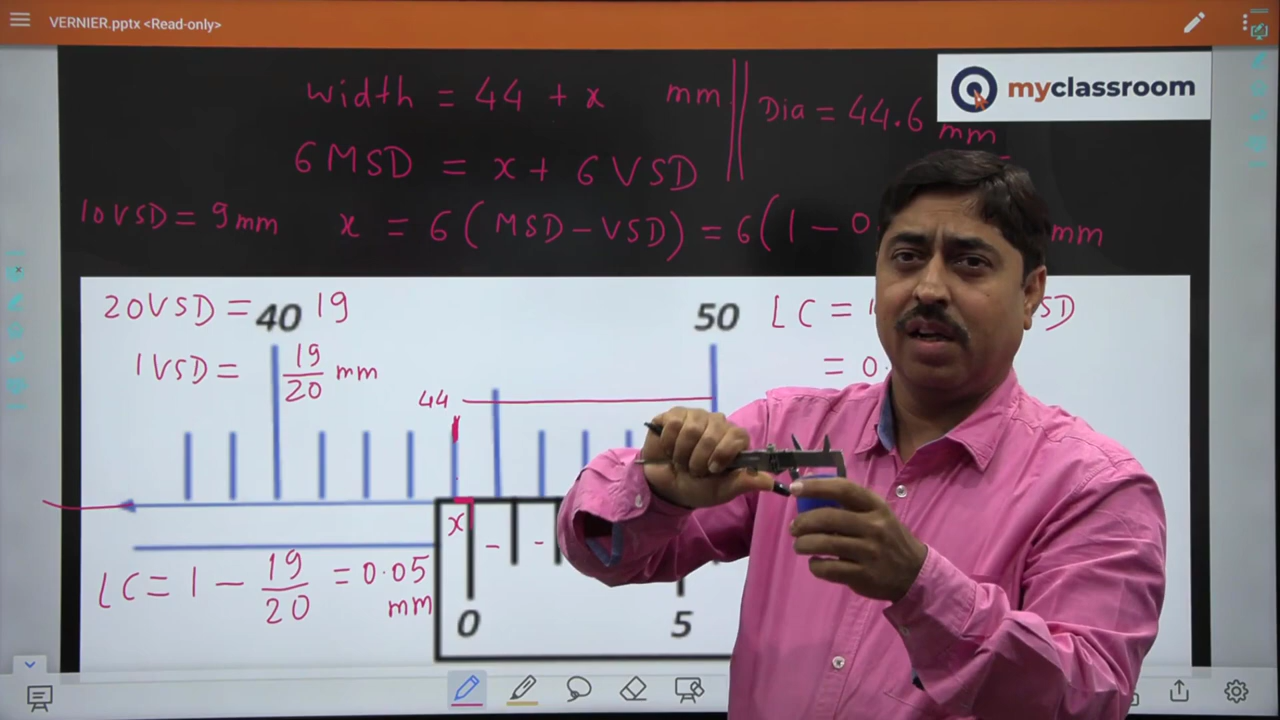 VERNIER.pptx <Read-only>
myclassroom
width = 44 + x mm
Dia = 44.6 mm
6 MSD = x + 6 VSD
10 VSD = 9 mm x = 6 ( MSD - VSD ) = 6 ( 1 - 0 mm
20 VSD = 19
40
50
LC = SD
1 VSD = 19/20 mm
= 0.
44
x
LC = 1 - 19/20 = 0.05 mm
0
5